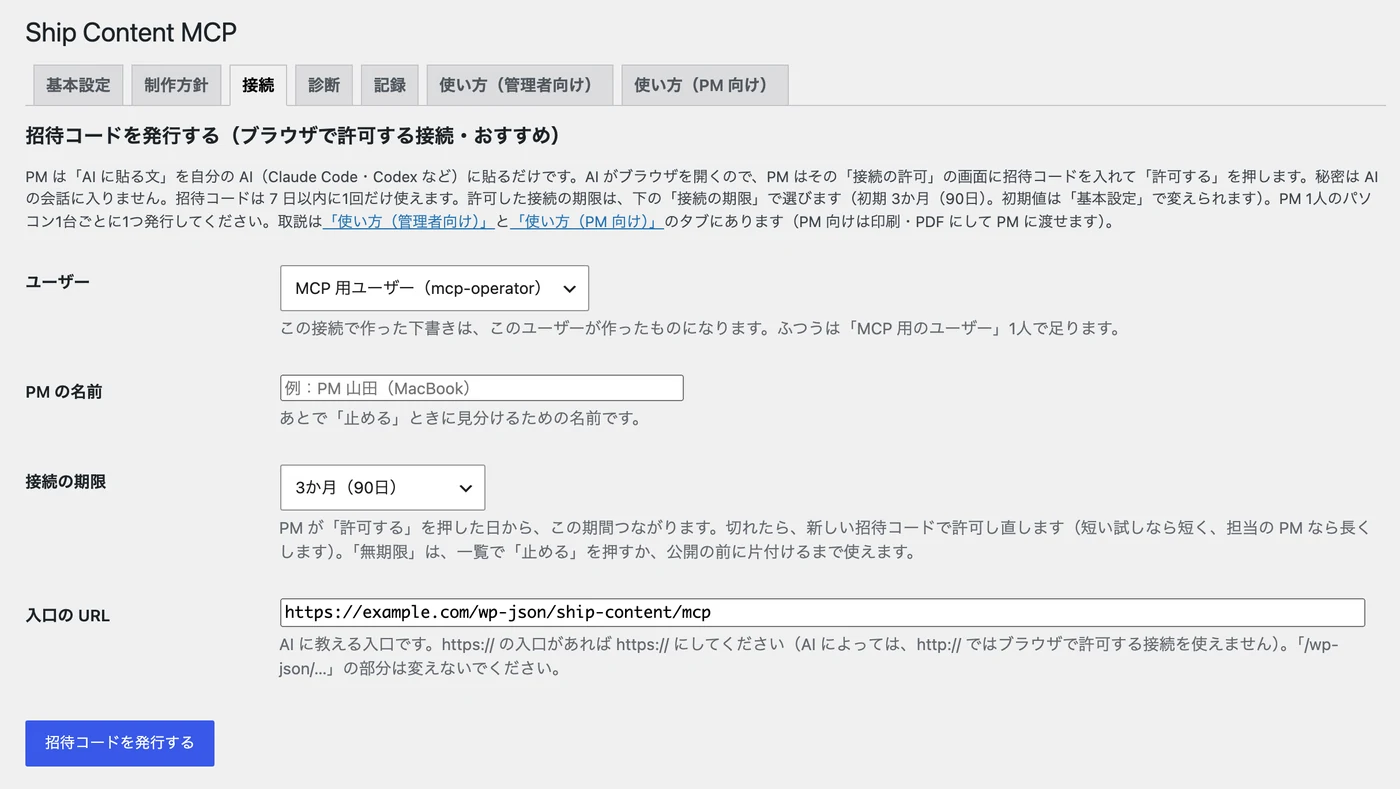 Ship Content MCP
基本設定
制作方針
接続
診断
記録
使い方（管理者向け）
使い方（PM 向け）
招待コードを発行する（ブラウザで許可する接続・おすすめ）
PM は「AI に貼る文」を自分の AI（Claude Code・Codex など）に貼るだけです。AI がブラウザを開くので、PM はその「接続の許可」の画面に招待コードを入れて「許可する」を押します。秘密は AI
の会話に入りません。招待コードは 7 日以内に1回だけ使えます。許可した接続の期限は、下の「接続の期限」で選びます（初期 3か月（90日）。初期値は「基本設定」で変えられます）。PM 1人のパソ
コン1台ごとに1つ発行してください。取説は「使い方（管理者向け）」と「使い方（PM 向け）」のタブにあります（PM 向けは印刷・PDF にして PM に渡せます）。
ユーザー
MCP 用ユーザー（mcp-operator）
この接続で作った下書きは、このユーザーが作ったものになります。ふつうは「MCP 用のユーザー」1人で足ります。
PM の名前
例：PM 山田（MacBook）
あとで「止める」ときに見分けるための名前です。
接続の期限
3か月（90日）
PM が「許可する」を押した日から、この期間つながります。切れたら、新しい招待コードで許可し直します（短い試しなら短く、担当の PM なら長く
します）。「無期限」は、一覧で「止める」を押すか、公開の前に片付けるまで使えます。
入口の URL
https://example.com/wp-json/ship-content/mcp
AI に教える入口です。https:// の入口があれば https:// にしてください（AI によっては、http:// ではブラウザで許可する接続を使えません）。「/wp-
json/...」の部分は変えないでください。
招待コードを発行する